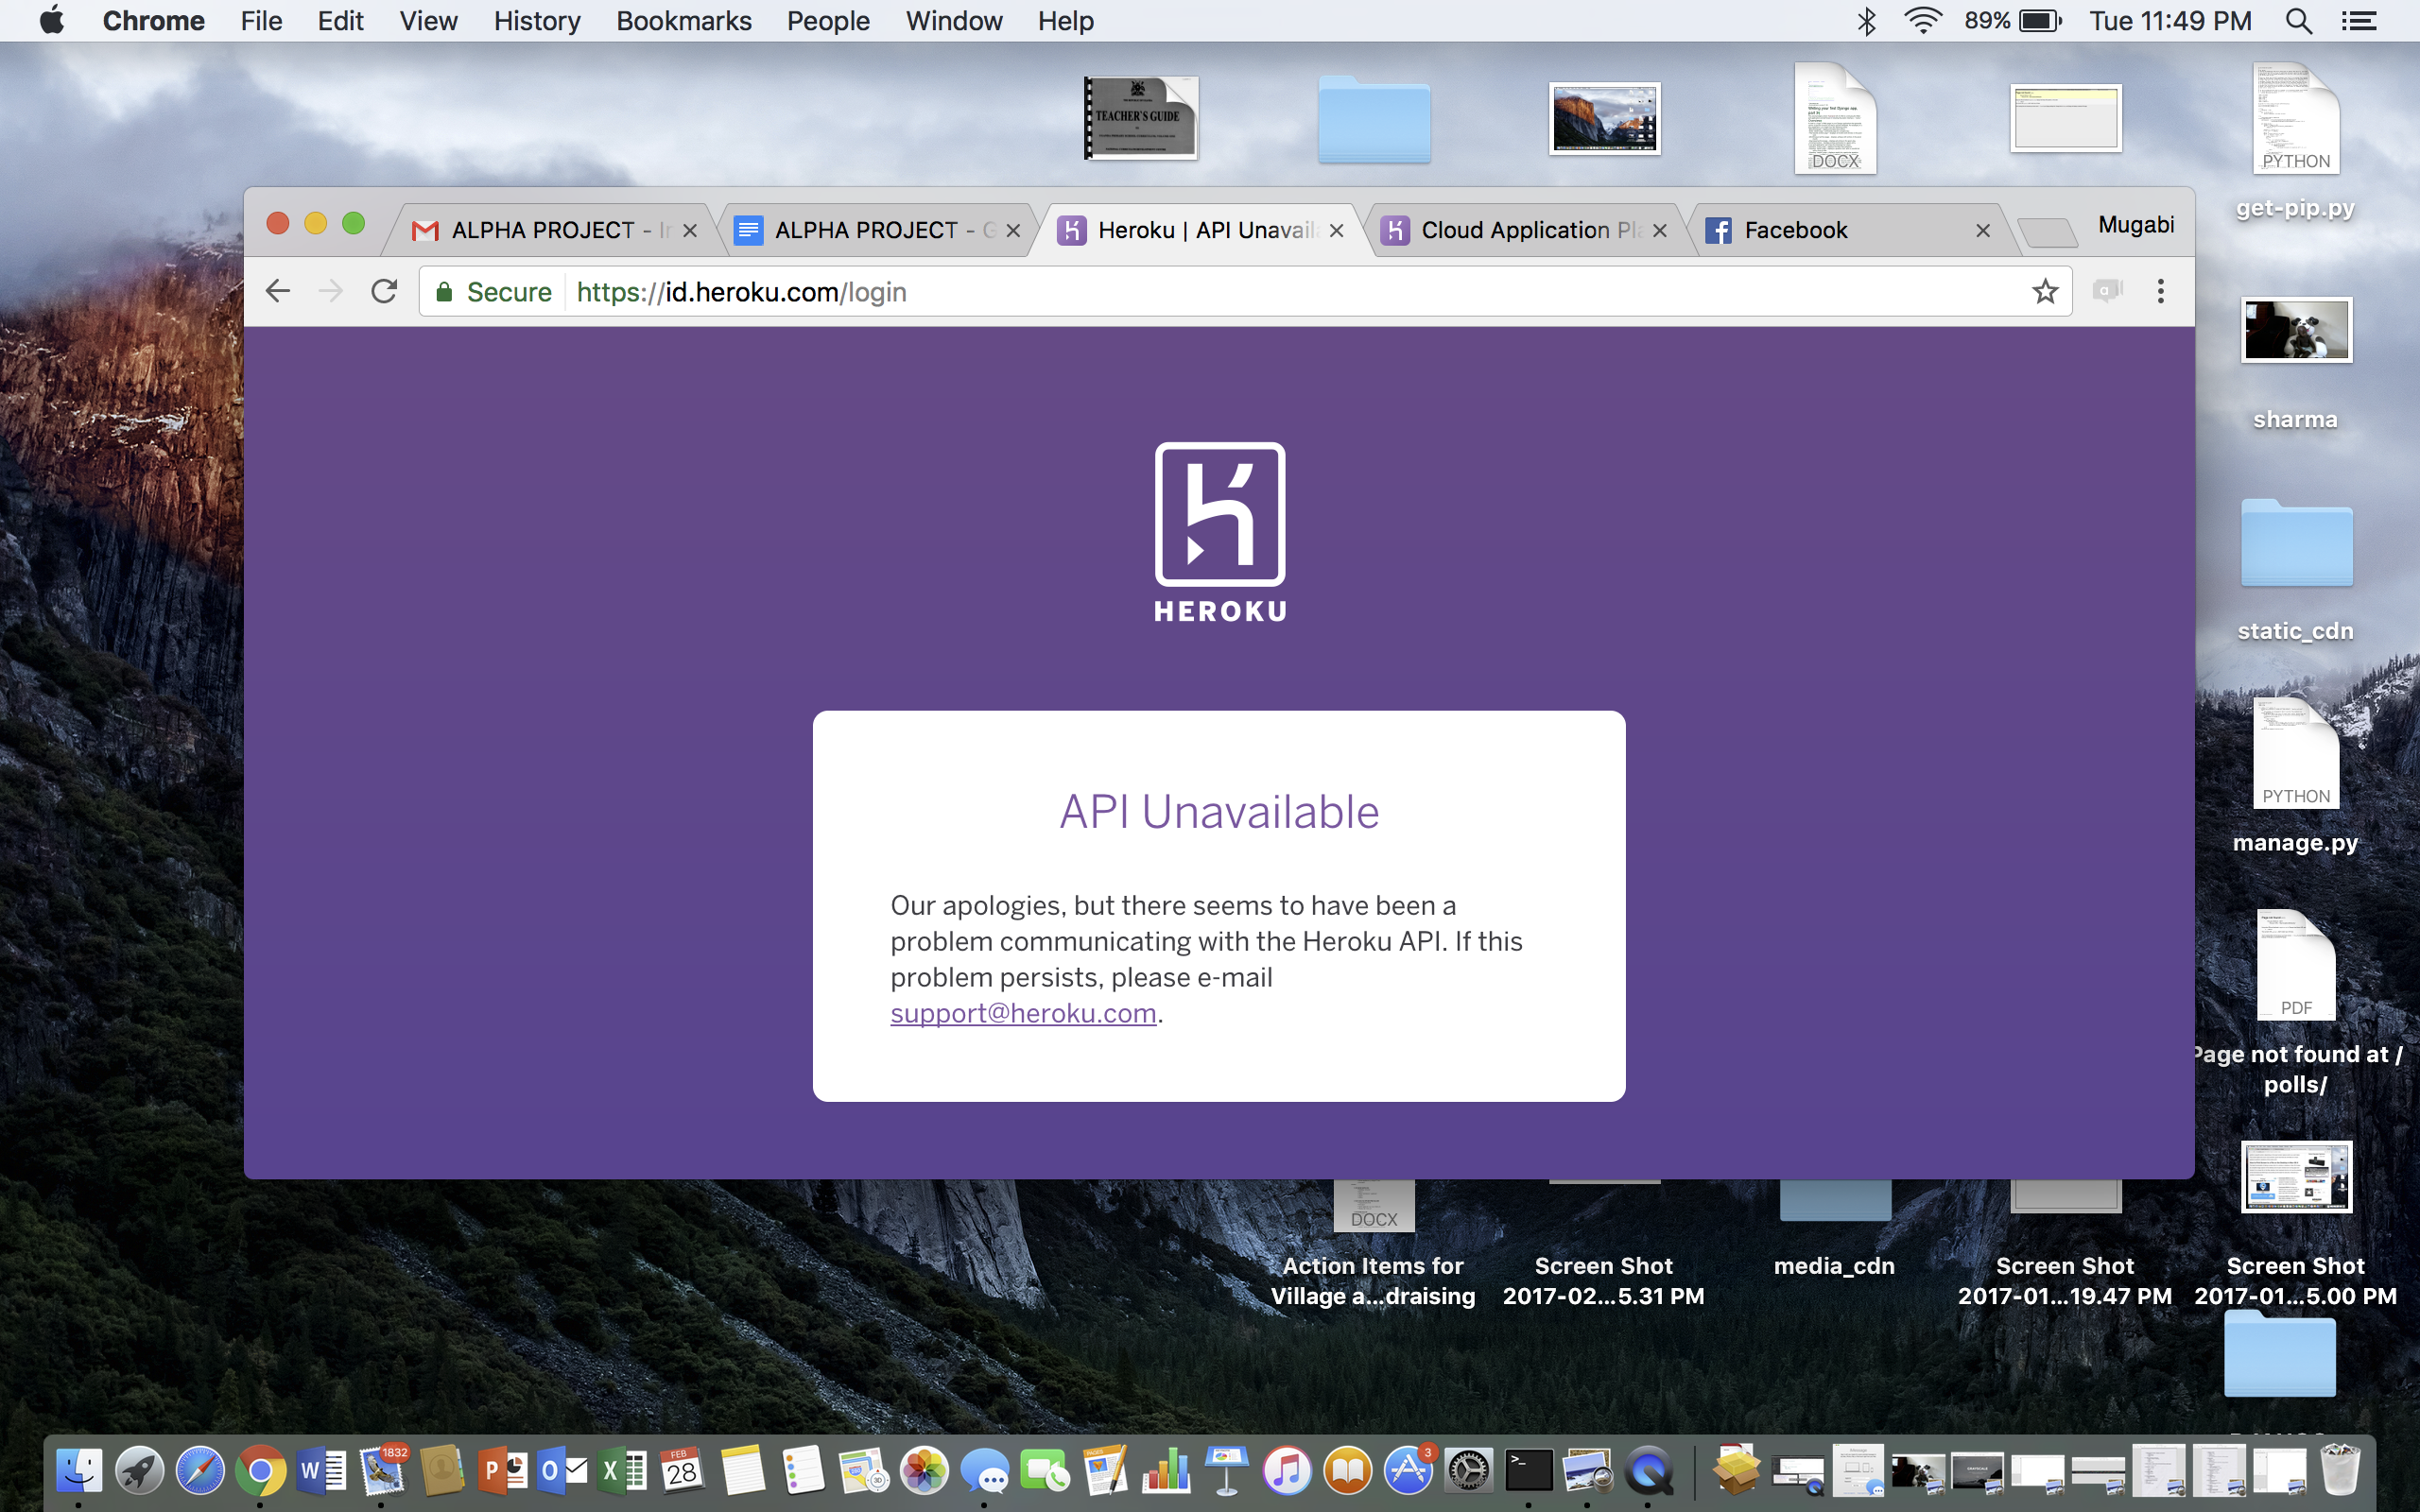 Chrome File Edit View History Bookmarks People Window Help
89% Tue 11:49 PM
TEACHER'S GUIDE
DOCX
PYTHON
get-pip.py
ALPHA PROJECT - I
ALPHA PROJECT - G
Heroku | API Unavail
Cloud Application Pla
Facebook
Mugabi
Secure https://id.heroku.com/login
HEROKU
API Unavailable
Our apologies, but there seems to have been a
problem communicating with the Heroku API. If this
problem persists, please e-mail
support@heroku.com.
sharma
static_cdn
PYTHON
manage.py
PDF
Page not found at /
polls/
DOCX
Action Items for
Village a...draising
Screen Shot
2017-02...5.31 PM
media_cdn
Screen Shot
2017-01...19.47 PM
Screen Shot
2017-01...5.00 PM
1832
FEB
28
PAGES
3